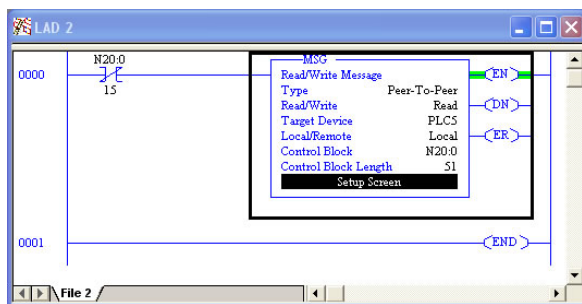 LAD 2
N20:0
0000
15
MSG
Read/Write Message
Type Peer-To-Peer
Read/Write Read
Target Device PLC5
Local/Remote Local
Control Block N20:0
Control Block Length 51
Setup Screen
EN
DN
ER
0001
END
File 2